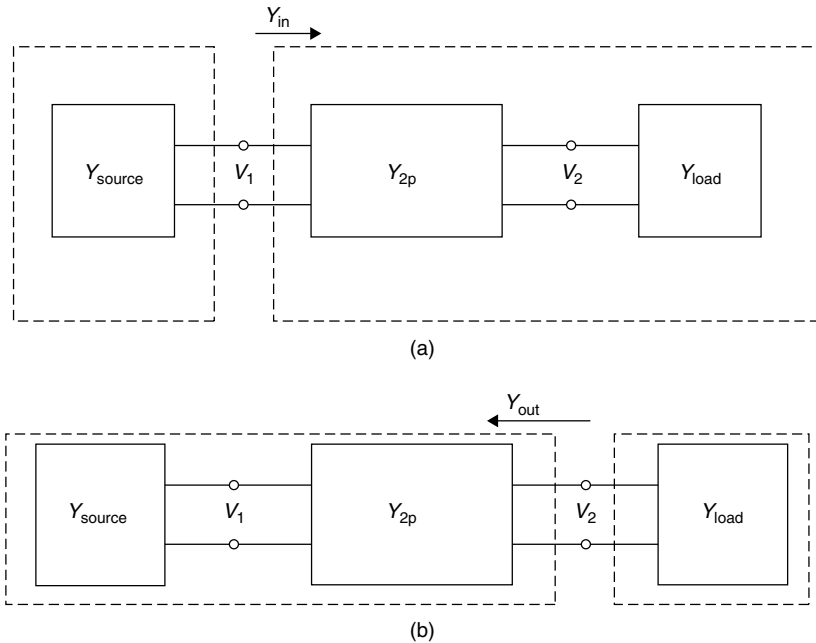 Y_in
Y_source V_1 Y_2p V_2 Y_load
(a)
Y_out
Y_source V_1 Y_2p V_2 Y_load
(b)